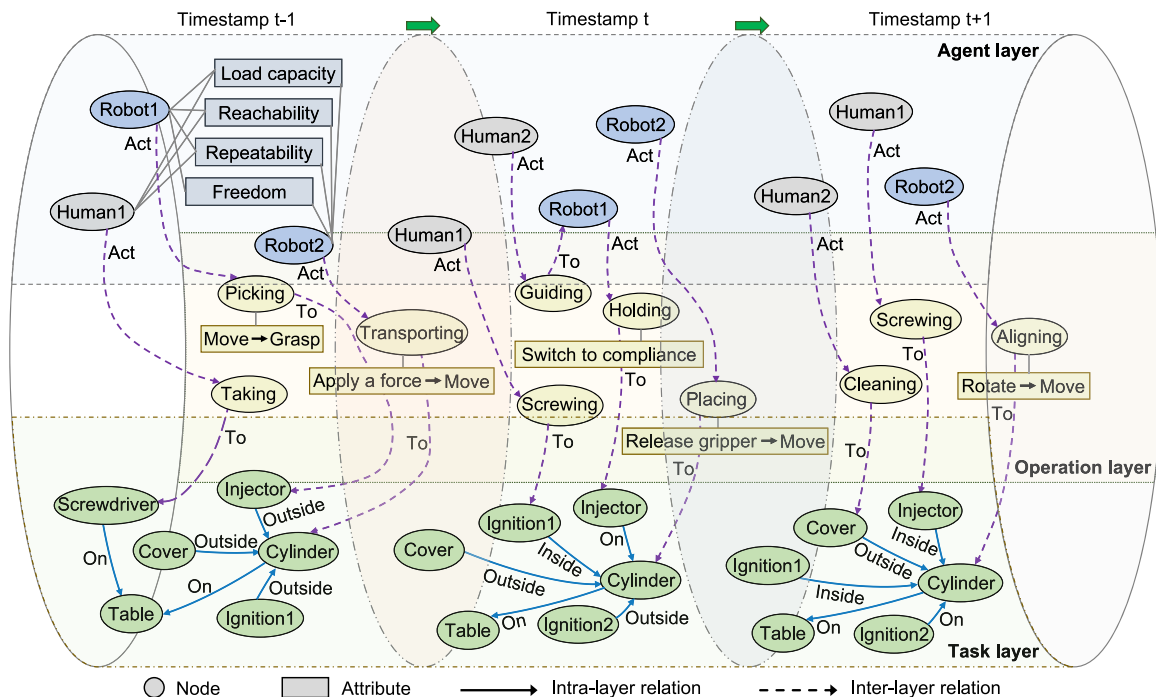 Timestamp t-1
Timestamp t
Timestamp t+1
Agent layer
Load capacity
Robot1
Reachability
Act
Repeatability
Freedom
Human1
Act
Robot2
Act
Picking
To
Move → Grasp
Transporting
Apply a force → Move
Taking
To
To
Human1
Act
Human2
Act
Robot2
Act
Robot1
Act
To
Guiding
Holding
Switch to compliance
To
Screwing
To
Placing
Release gripper → Move
To
Human1
Act
Human2
Act
Robot2
Act
Screwing
To
Aligning
Rotate → Move
To
Cleaning
To
Operation layer
Screwdriver
Injector
Outside
On
Cover
Outside
Cylinder
On
Outside
Table
Ignition1
Ignition1
Injector
On
Inside
Cover
Outside
Cylinder
On
Outside
Table
Ignition2
Cover
Injector
Inside
Outside
Ignition1
Inside
Cylinder
On
On
Table
Ignition2
Task layer
Node
Attribute
Intra-layer relation
Inter-layer relation